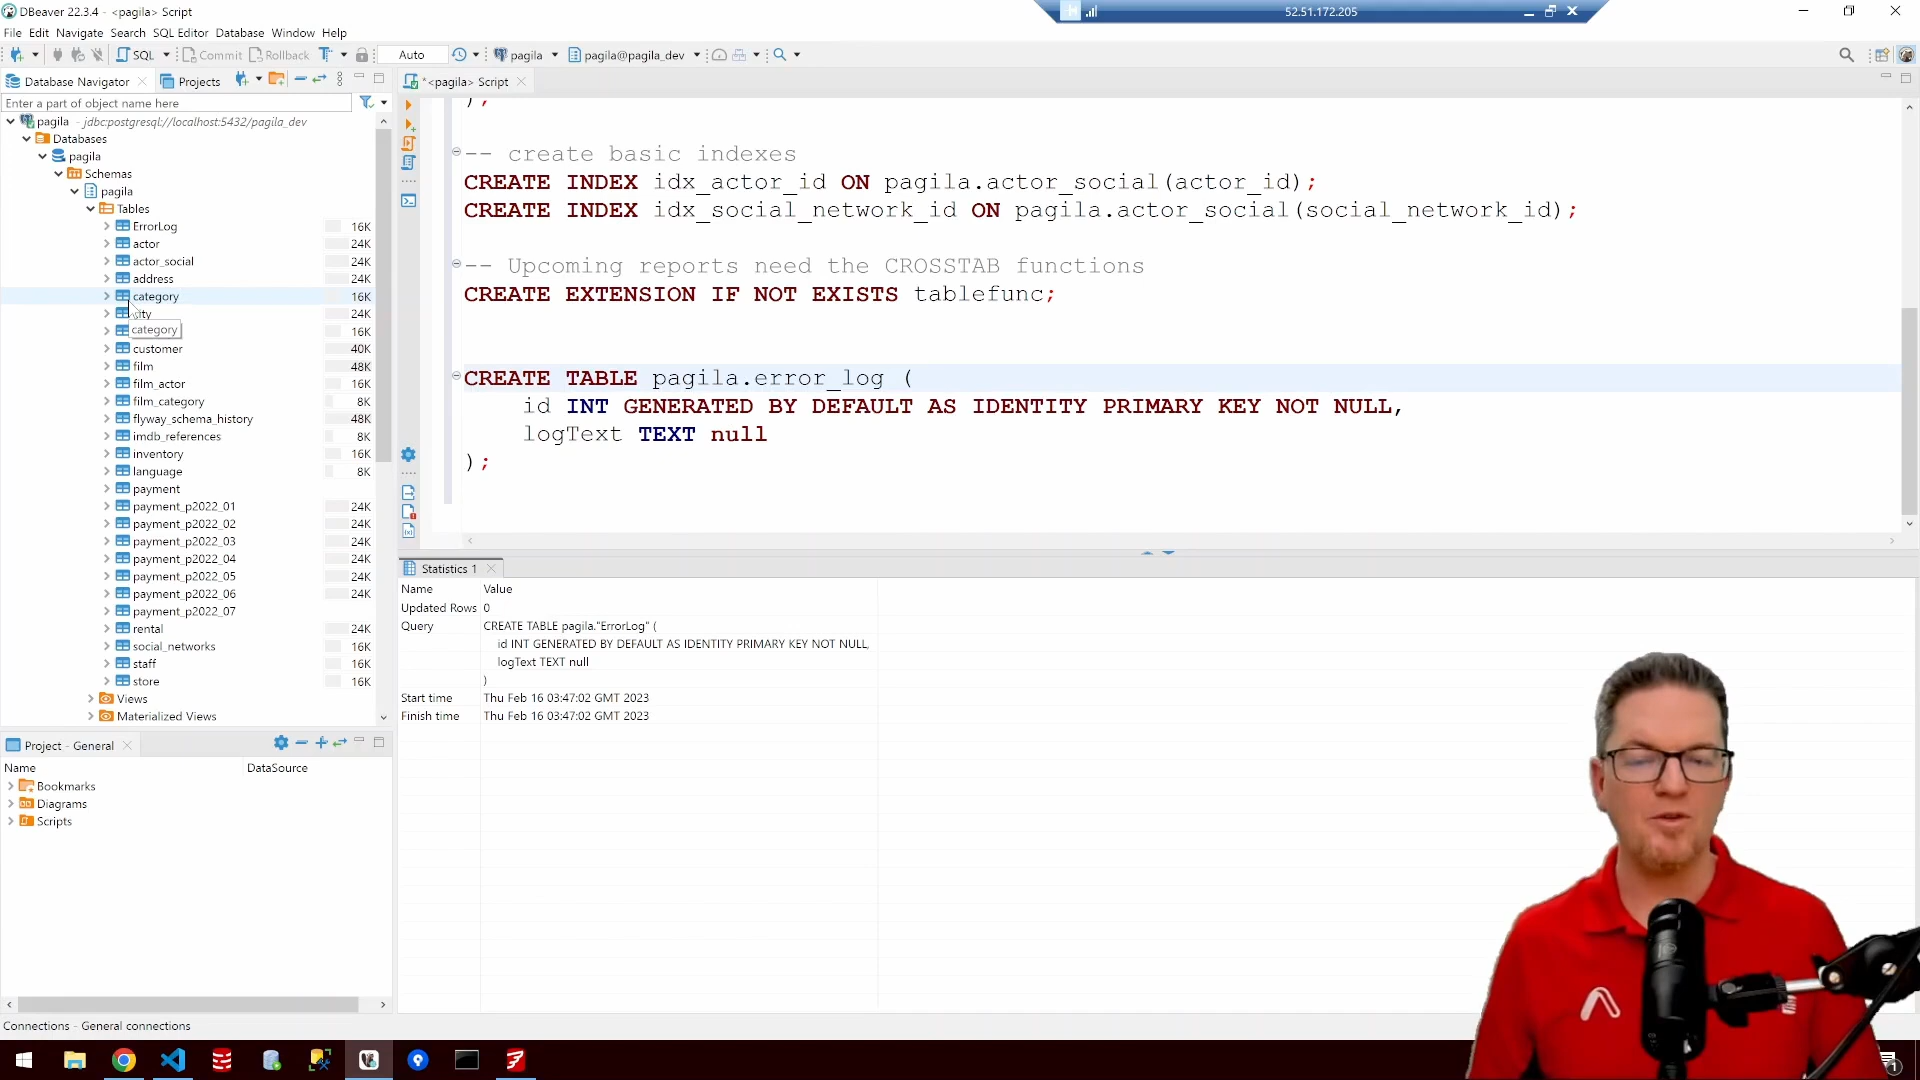 DBeaver 22.3.4 - <pagila> Script
52.51.172.205
File Edit Navigate Search SQL Editor Database Window Help
SQL Commit Rollback T Auto pagila pagila@pagila_dev
Database Navigator Projects
*<pagila> Script
Enter a part of object name here
pagila - jdbc:postgresql://localhost:5432/pagila_dev
Databases
pagila
Schemas
pagila
Tables
ErrorLog 16K
actor 24K
actor_social 24K
address 24K
category 16K
city 24K
category 16K
customer 40K
film 48K
film_actor 16K
film_category 8K
flyway_schema_history 48K
imdb_references 8K
inventory 16K
language 8K
payment
payment_p2022_01 24K
payment_p2022_02 24K
payment_p2022_03 24K
payment_p2022_04 24K
payment_p2022_05 24K
payment_p2022_06 24K
payment_p2022_07
rental 24K
social_networks 16K
staff 16K
store 16K
Views
Materialized Views
);
-- create basic indexes
CREATE INDEX idx_actor_id ON pagila.actor_social(actor_id);
CREATE INDEX idx_social_network_id ON pagila.actor_social(social_network_id);
-- Upcoming reports need the CROSSTAB functions
CREATE EXTENSION IF NOT EXISTS tablefunc;
CREATE TABLE pagila.error_log (
id INT GENERATED BY DEFAULT AS IDENTITY PRIMARY KEY NOT NULL,
logText TEXT null
);
Statistics 1
Name Value
Updated Rows 0
Query CREATE TABLE pagila."ErrorLog" (
id INT GENERATED BY DEFAULT AS IDENTITY PRIMARY KEY NOT NULL,
logText TEXT null
)
Start time Thu Feb 16 03:47:02 GMT 2023
Finish time Thu Feb 16 03:47:02 GMT 2023
Project - General
Name DataSource
Bookmarks
Diagrams
Scripts
Connections - General connections
1